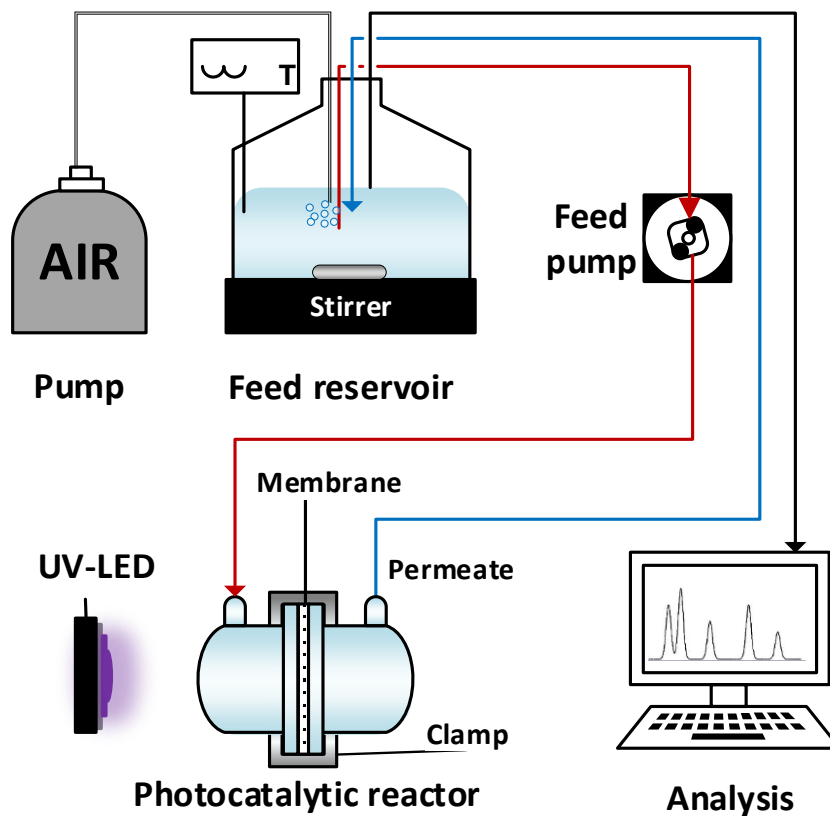 T
AIR
Feed
pump
Stirrer
Pump
Feed reservoir
Membrane
UV-LED
Permeate
Clamp
Photocatalytic reactor
Analysis